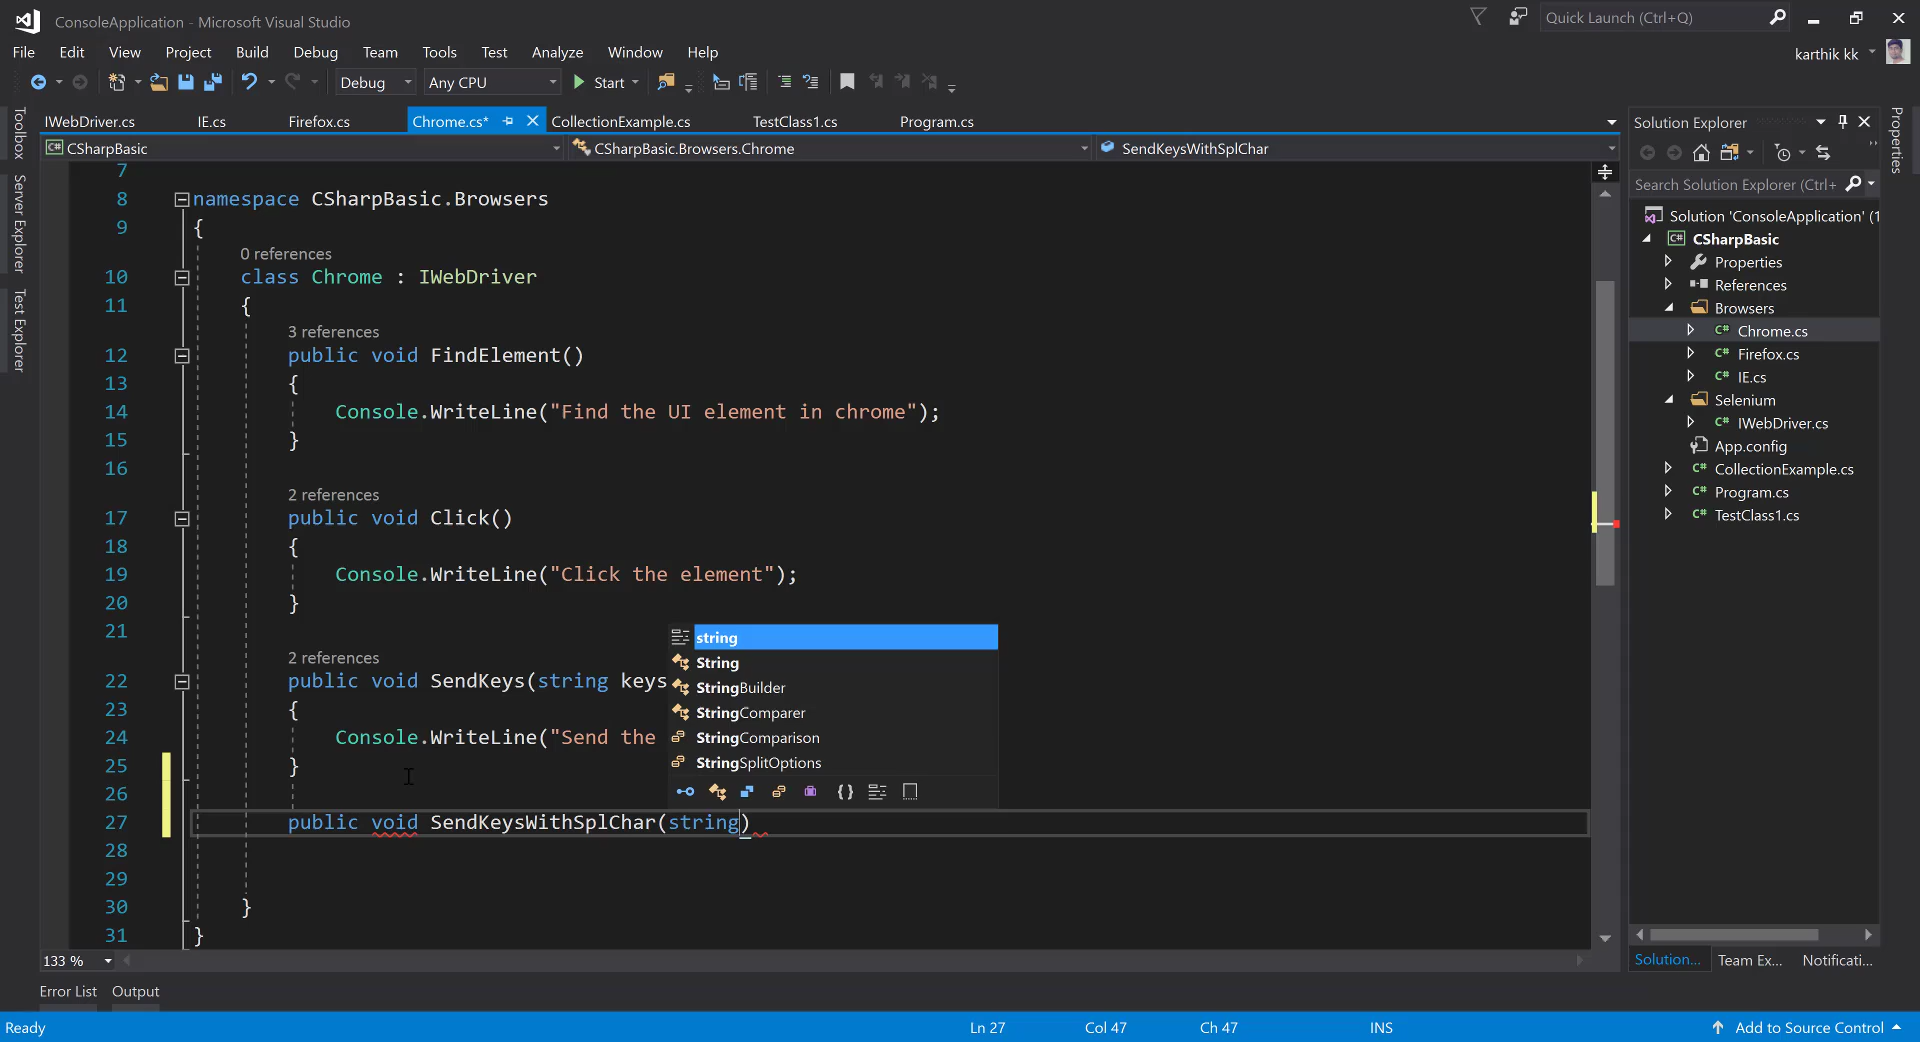 ConsoleApplication - Microsoft Visual Studio
Quick Launch (Ctrl+Q)
File Edit View Project Build Debug Team Tools Test Analyze Window Help
karthik kk
Debug Any CPU Start
IWebDriver.cs IE.cs Firefox.cs Chrome.cs* CollectionExample.cs TestClass1.cs Program.cs
C# CSharpBasic CSharpBasic.Browsers.Chrome SendKeysWithSplChar
Toolbox
Server Explorer
Test Explorer
7
8 namespace CSharpBasic.Browsers
9 {
0 references
10 class Chrome : IWebDriver
11 {
3 references
12 public void FindElement()
13 {
14 Console.WriteLine("Find the UI element in chrome");
15 }
16
2 references
17 public void Click()
18 {
19 Console.WriteLine("Click the element");
20 }
21
2 references
22 public void SendKeys(string keys
23 {
24 Console.WriteLine("Send the
25 }
26
27 public void SendKeysWithSplChar(string)
28
29
30 }
31 }
string
String
StringBuilder
StringComparer
StringComparison
StringSplitOptions
133 %
Solution Explorer
Search Solution Explorer (Ctrl+
Solution 'ConsoleApplication' (1
C# CSharpBasic
Properties
References
Browsers
C# Chrome.cs
C# Firefox.cs
C# IE.cs
Selenium
C# IWebDriver.cs
App.config
C# CollectionExample.cs
C# Program.cs
C# TestClass1.cs
Solution... Team Ex... Notificati...
Properties
Error List Output
Ready Ln 27 Col 47 Ch 47 INS Add to Source Control